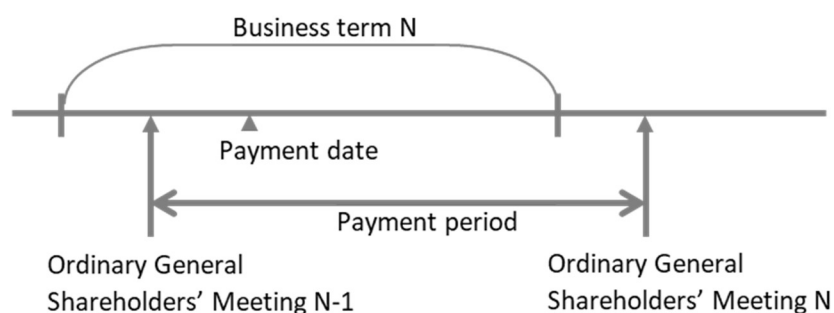 Business term N
Payment date
Payment period
Ordinary General
Shareholders’ Meeting N-1
Ordinary General
Shareholders’ Meeting N